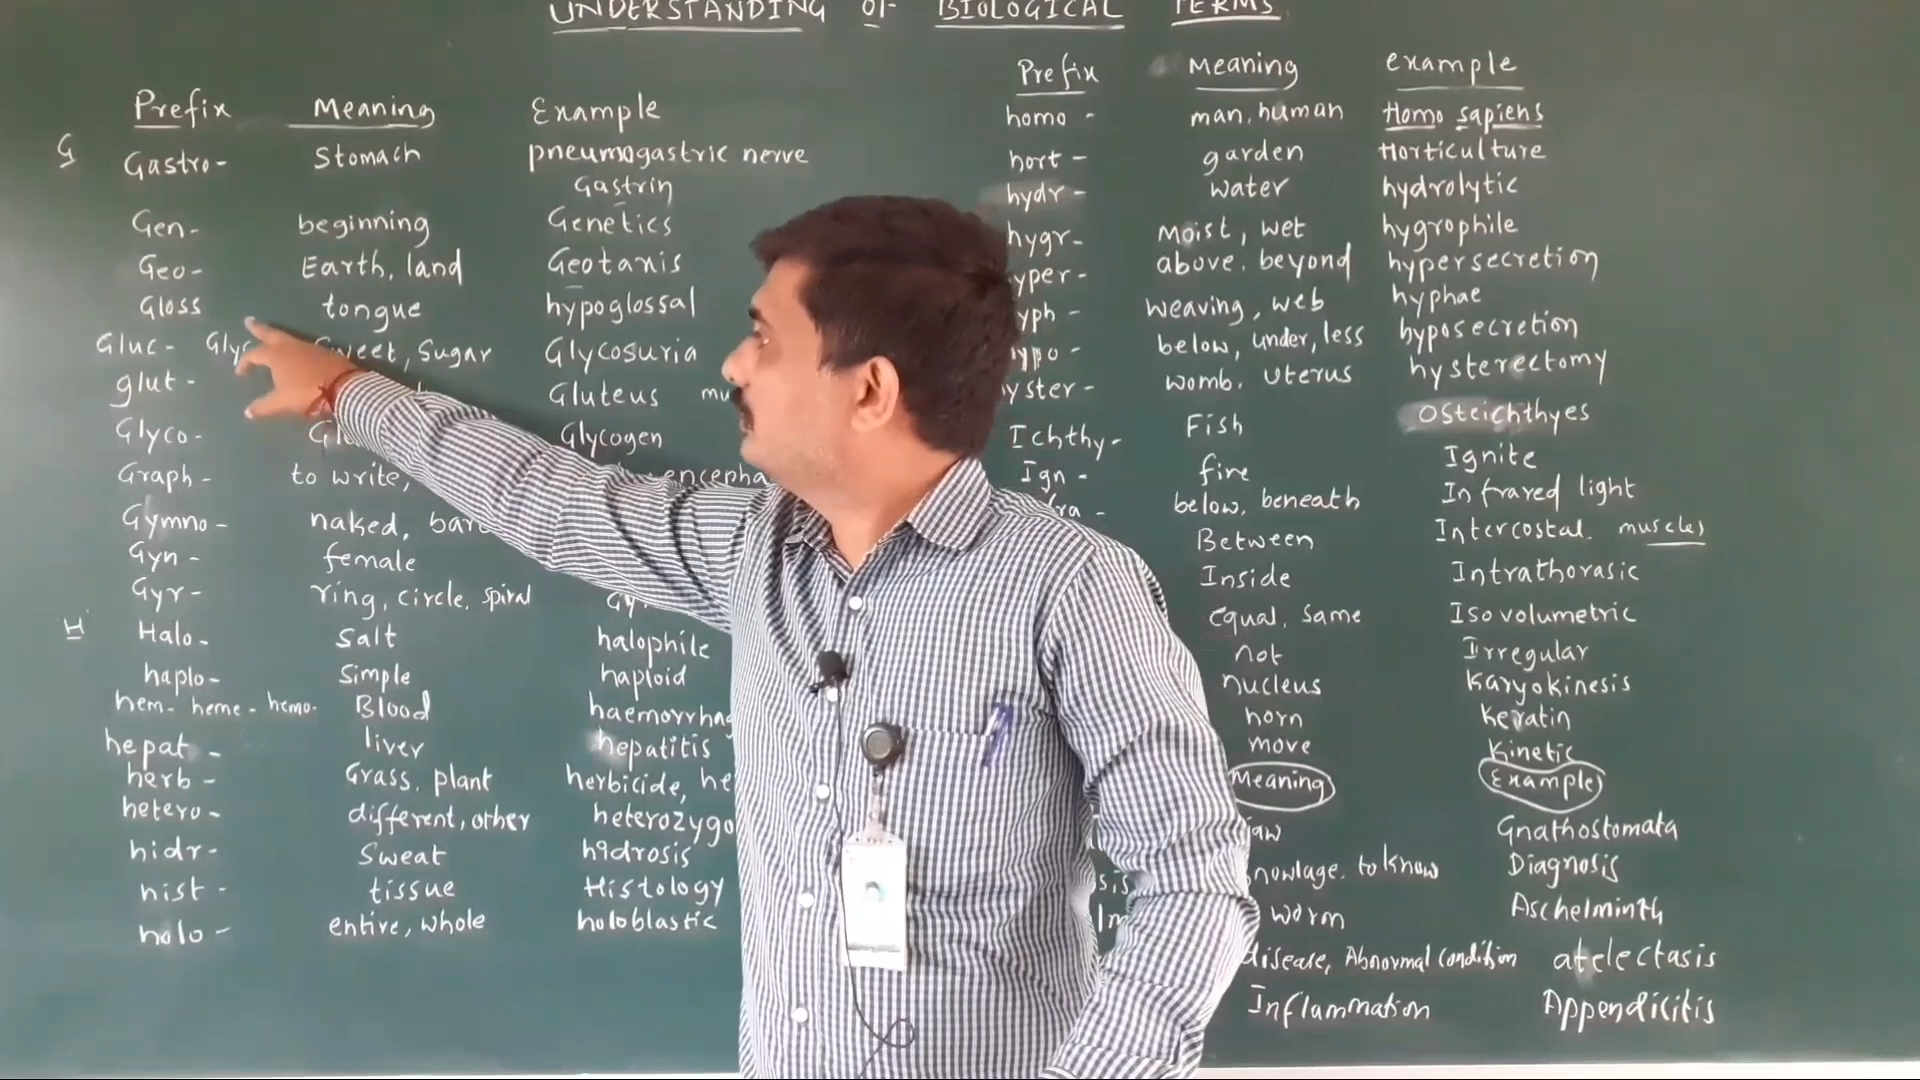 UNDERSTANDING OF BIOLOGICAL TERMS
Prefix Meaning Example
G Gastro- Stomach pneumogastric nerve
Gastrin
Gen- beginning Genetics
Geo- Earth, land Geotaxis
Gloss tongue hypoglossal
Gluc- Sweet, Sugar Glycosuria
glut- Gluteus
Glyco- Glycogen
Graph- to write,
Gymno- naked,
Gyn- female
Gyr- ring, circle, spiral
H Halo- Salt halophile
haplo- Simple haploid
hem- heme- hemo- Blood
hepat- liver hepatitis
herb- Grass, plant herbicide,
hetero- different, other
hidr- Sweat hidrosis
hist- tissue Histology
holo- entire, whole holoblastic
Prefix Meaning example
homo- man, human Homo sapiens
hort- garden Horticulture
hydr- water hydrolytic
hygr- Moist, wet hygrophile
above, beyond hypersecretion
weaving, web hyphae
below, under, less hyposecretion
womb, uterus hysterectomy
Ichthy- Fish Osteichthyes
Ign- fire Ignite
below, beneath Infrared light
Between Intercostal muscles
Inside Intrathorasic
equal, same Isovolumetric
not Irregular
nucleus Karyokinesis
horn Keratin
move Kinetic
Meaning Example
jaw Gnathostomata
to know Diagnosis
worm Aschelminth
disease, Abnormal condition atelectasis
Inflammation Appendicitis